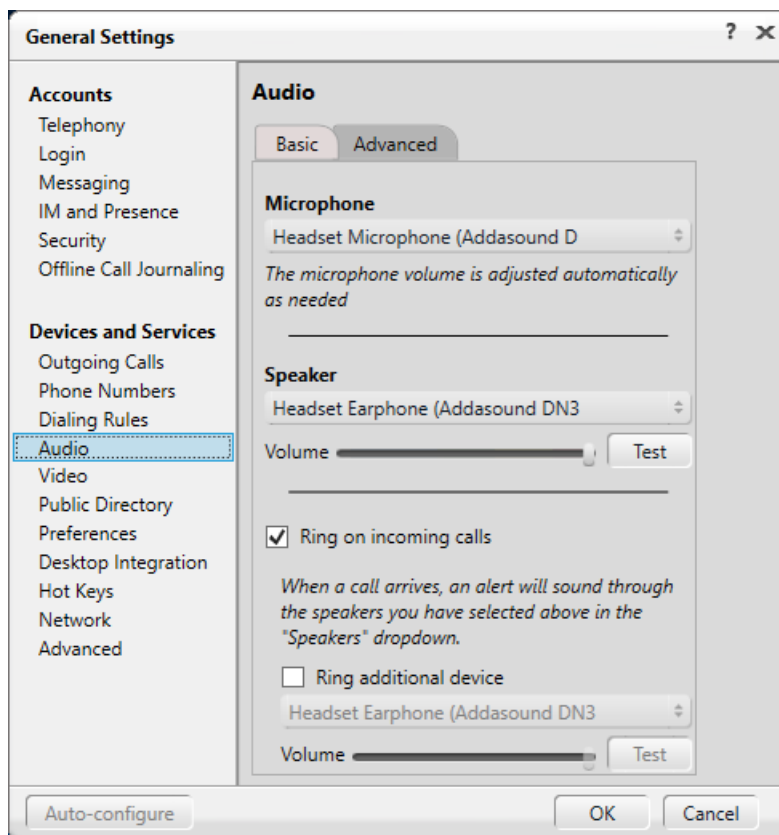 General Settings
?
Accounts
Telephony
Login
Messaging
IM and Presence
Security
Offline Call Journaling
Devices and Services
Outgoing Calls
Phone Numbers
Dialing Rules
Audio
Video
Public Directory
Preferences
Desktop Integration
Hot Keys
Network
Advanced
Audio
Basic Advanced
Microphone
Headset Microphone (Addasound D
The microphone volume is adjusted automatically
as needed
Speaker
Headset Earphone (Addasound DN3
Volume Test
Ring on incoming calls
When a call arrives, an alert will sound through
the speakers you have selected above in the
"Speakers" dropdown.
Ring additional device
Headset Earphone (Addasound DN3
Volume Test
Auto-configure OK Cancel